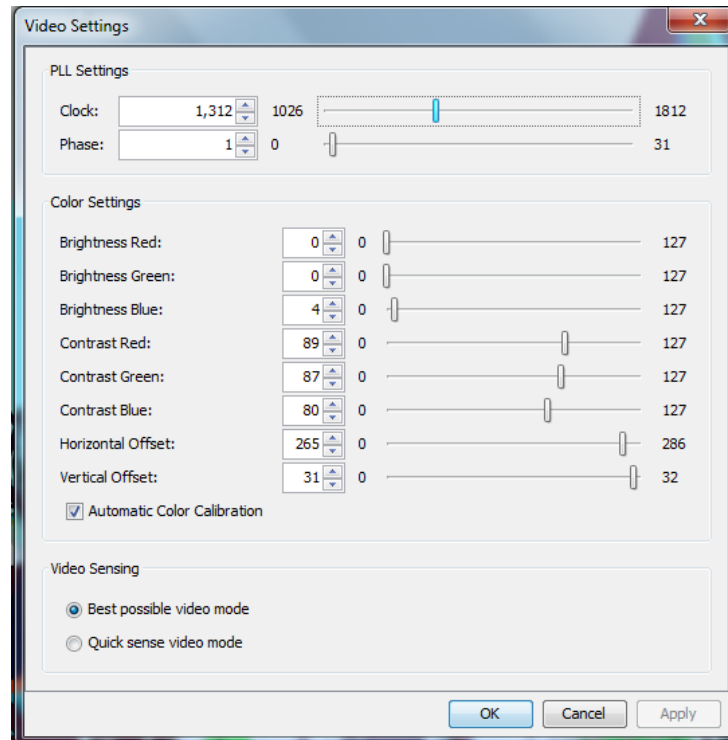 Video Settings
PLL Settings
Clock: 1,312 1026 1812
Phase: 1 0 31
Color Settings
Brightness Red: 0 0 127
Brightness Green: 0 0 127
Brightness Blue: 4 0 127
Contrast Red: 89 0 127
Contrast Green: 87 0 127
Contrast Blue: 80 0 127
Horizontal Offset: 265 0 286
Vertical Offset: 31 0 32
Automatic Color Calibration
Video Sensing
Best possible video mode
Quick sense video mode
OK Cancel Apply